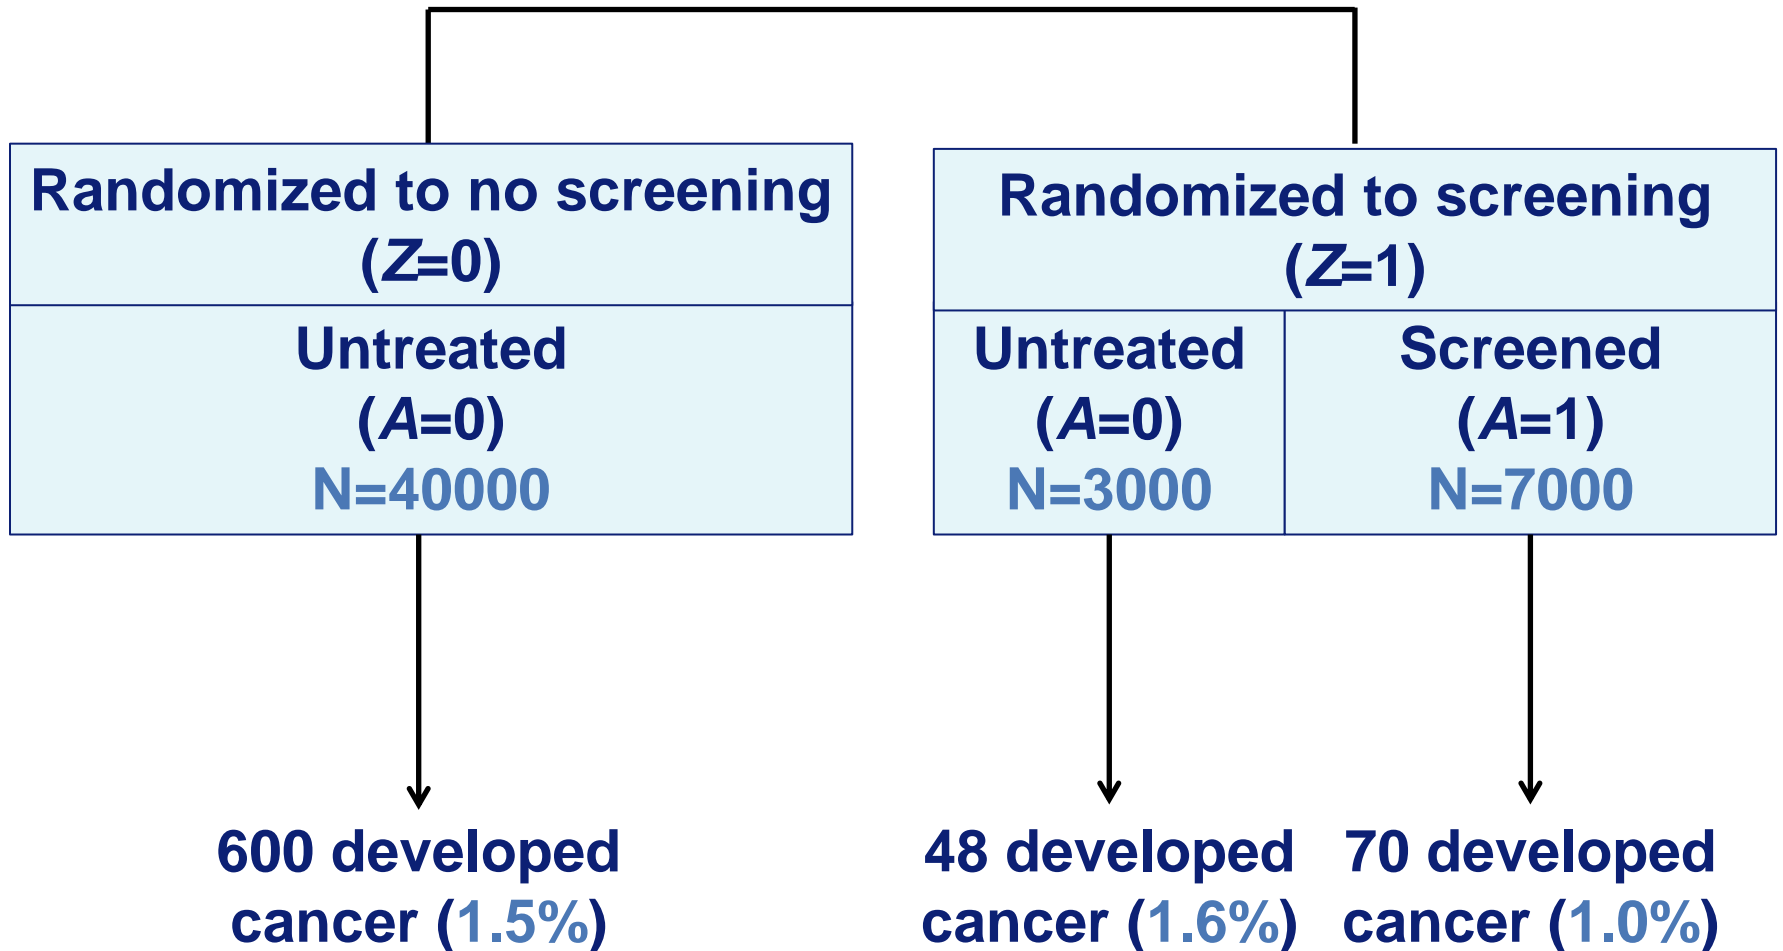 Randomized to no screening
(Z=0)
Untreated
(A=0)
N=40000
600 developed
cancer (1.5%)
Randomized to screening
(Z=1)
Untreated
(A=0)
N=3000
48 developed
cancer (1.6%)
Screened
(A=1)
N=7000
70 developed
cancer (1.0%)